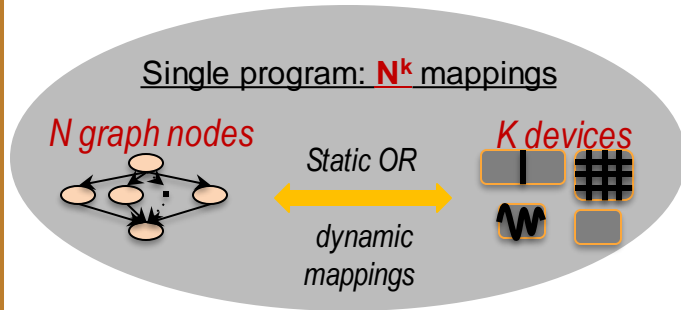 Single program: N^k mappings
N graph nodes
K devices
Static OR
dynamic
mappings